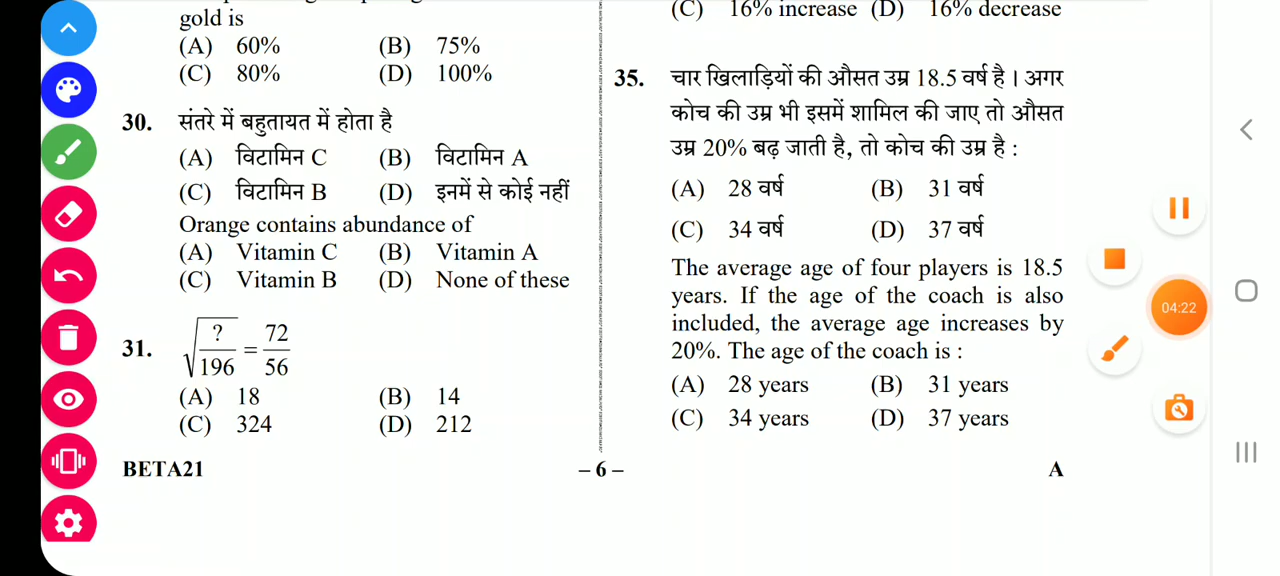 gold is
(A) 60% (B) 75%
(C) 80% (D) 100%
30. संतरे में बहुतायत में होता है
(A) विटामिन C (B) विटामिन A
(C) विटामिन B (D) इनमें से कोई नहीं
Orange contains abundance of
(A) Vitamin C (B) Vitamin A
(C) Vitamin B (D) None of these
31. √(?/196) = 72/56
(A) 18 (B) 14
(C) 324 (D) 212
BETA21
(C) 16% increase (D) 16% decrease
35. चार खिलाड़ियों की औसत उम्र 18.5 वर्ष है । अगर
कोच की उम्र भी इसमें शामिल की जाए तो औसत
उम्र 20% बढ़ जाती है, तो कोच की उम्र है :
(A) 28 वर्ष (B) 31 वर्ष
(C) 34 वर्ष (D) 37 वर्ष
The average age of four players is 18.5
years. If the age of the coach is also
included, the average age increases by
20%. The age of the coach is :
(A) 28 years (B) 31 years
(C) 34 years (D) 37 years
– 6 –
A
04:22